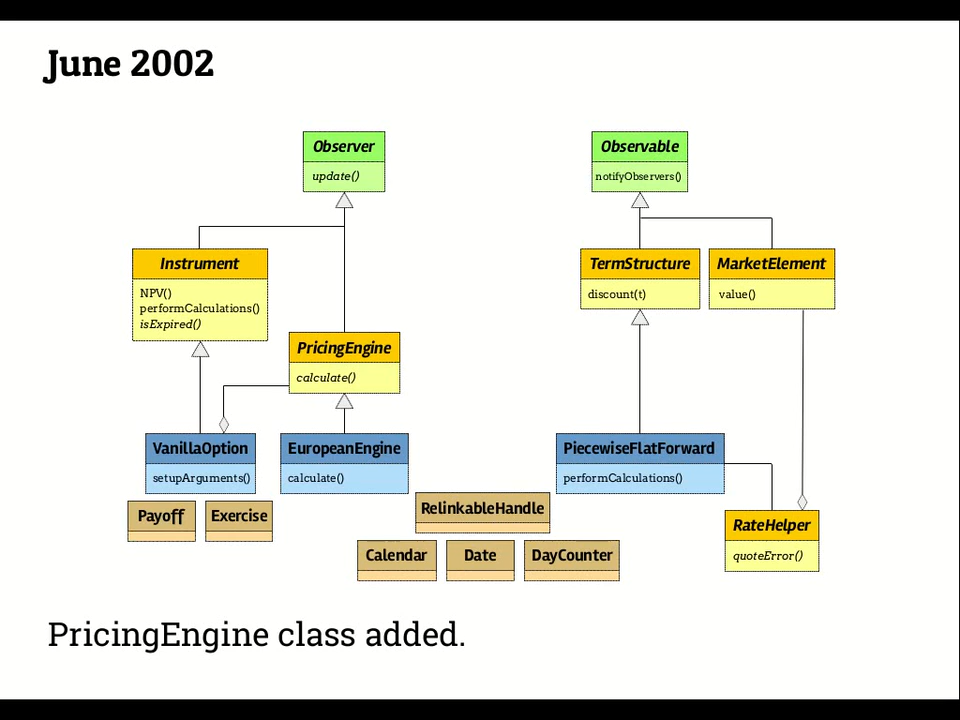 June 2002
Observer
update()
Observable
notifyObservers()
Instrument
NPV()
performCalculations()
isExpired()
TermStructure
discount(t)
MarketElement
value()
PricingEngine
calculate()
VanillaOption
setupArguments()
EuropeanEngine
calculate()
PiecewiseFlatForward
performCalculations()
Payoff
Exercise
RelinkableHandle
RateHelper
quoteError()
Calendar
Date
DayCounter
PricingEngine class added.